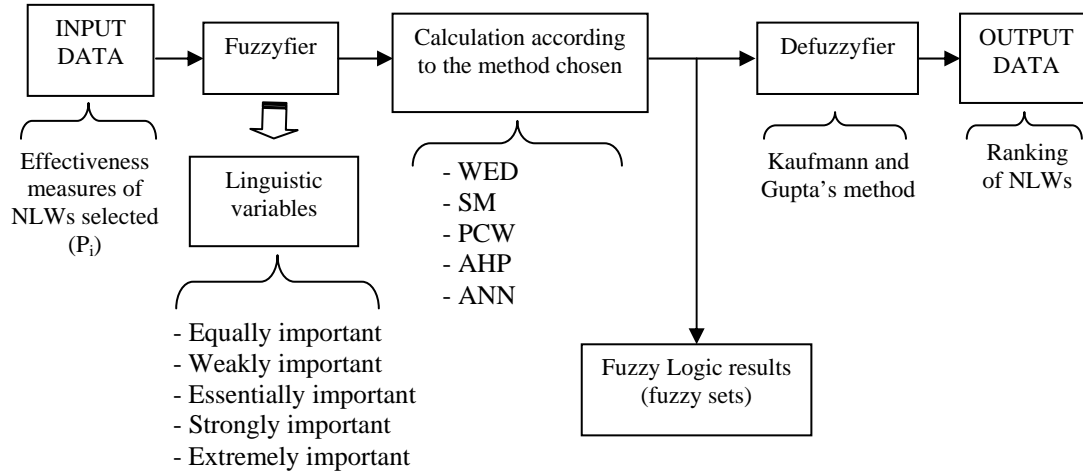 INPUT
DATA
Fuzzyfier
Calculation according
to the method chosen
Defuzzyfier
OUTPUT
DATA
Effectiveness
measures of
NLWs selected
(Pi)
Linguistic
variables
- Equally important
- Weakly important
- Essentially important
- Strongly important
- Extremely important
- WED
- SM
- PCW
- AHP
- ANN
Fuzzy Logic results
(fuzzy sets)
Kaufmann and
Gupta's method
Ranking
of NLWs